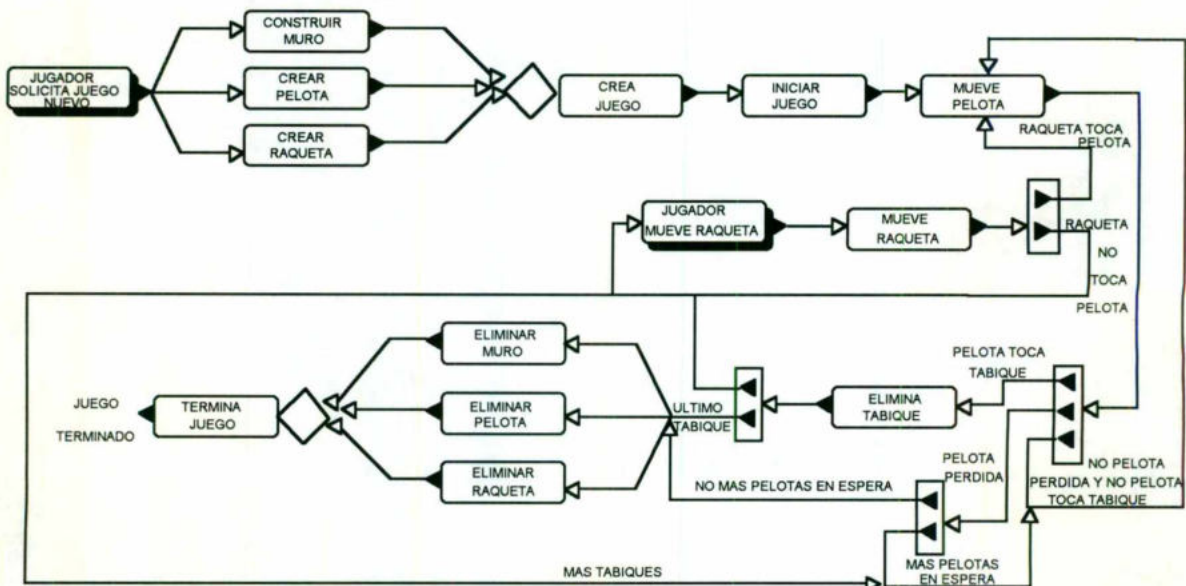 CONSTRUIR
MURO
JUGADOR
SOLICITA JUEGO
NUEVO
CREAR
PELOTA
CREAR
RAQUETA
CREA
JUEGO
INICIAR
JUEGO
MUEVE
PELOTA
RAQUETA TOCA
PELOTA
JUGADOR
MUEVE RAQUETA
MUEVE
RAQUETA
RAQUETA
NO
TOCA
PELOTA
ELIMINAR
MURO
PELOTA TOCA
TABIQUE
JUEGO
TERMINADO
TERMINA
JUEGO
ELIMINAR
PELOTA
ULTIMO
TABIQUE
ELIMINA
TABIQUE
ELIMINAR
RAQUETA
NO MAS PELOTAS EN ESPERA
PELOTA
PERDIDA
NO PELOTA
PERDIDA Y NO PELOTA
TOCA TABIQUE
MAS TABIQUES
MAS PELOTAS
EN ESPERA